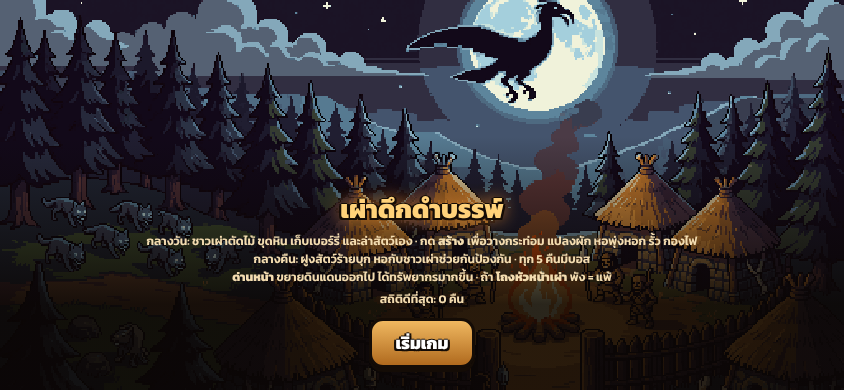 เผ่าดึกดำบรรพ์
กลางวัน: ชาวเผ่าตัดไม้ ขุดหิน เก็บเบอร์รี่ และล่าสัตว์เอง · กด สร้าง เพื่อวางกระท่อม แปลงผัก หอพุ่งหอก รั้ว กองไฟ
กลางคืน: ฝูงสัตว์ร้ายบุก หอกับชาวเผ่าช่วยกันป้องกัน · ทุก 5 คืนมีบอส
ด่านหน้า ขยายดินแดนออกไป ได้ทรัพยากรมากขึ้น · ถ้า โถงหัวหน้าเผ่า พัง = แพ้
สถิติดีที่สุด: 0 คืน
เริ่มเกม